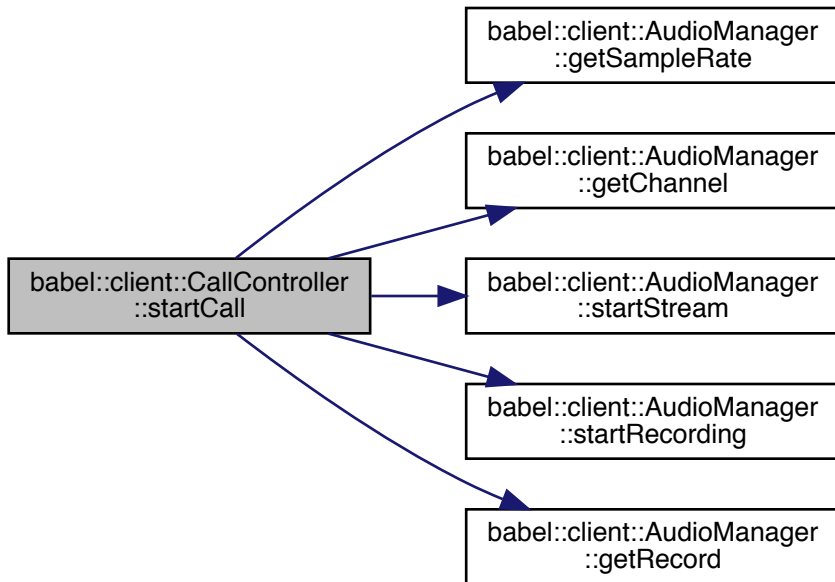 babel::client::AudioManager
::getSampleRate
babel::client::AudioManager
::getChannel
babel::client::CallController
::startCall
babel::client::AudioManager
::startStream
babel::client::AudioManager
::startRecording
babel::client::AudioManager
::getRecord